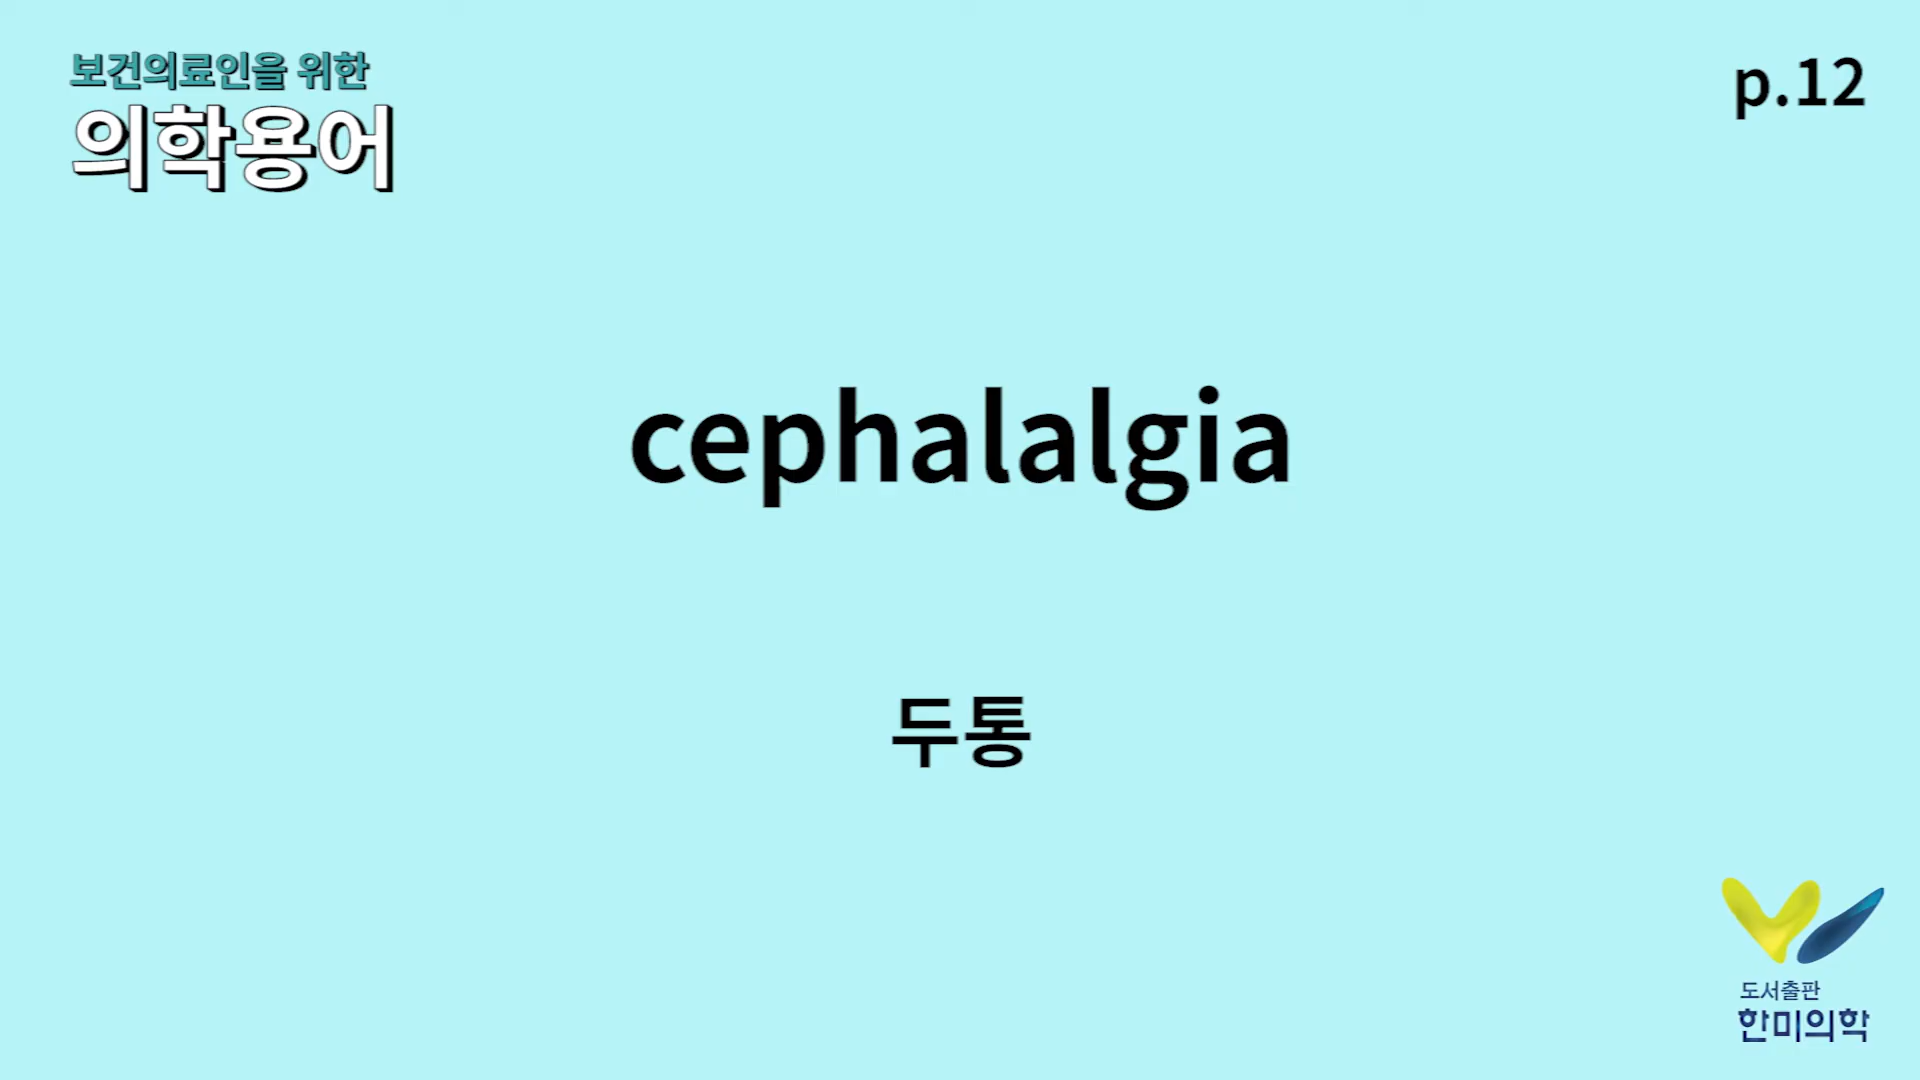 보건의료인을 위한
의학용어
p.12
cephalalgia
두통
도서출판
한미의학